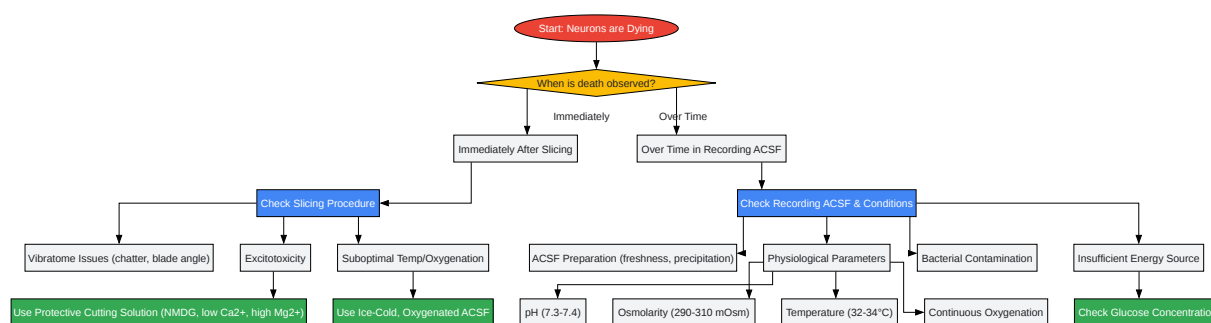 Start: Neurons are Dying
When is death observed?
Immediately
Over Time
Immediately After Slicing
Over Time in Recording ACSF
Check Slicing Procedure
Check Recording ACSF & Conditions
Vibratome Issues (chatter, blade angle)
Excitotoxicity
Suboptimal Temp/Oxygenation
ACSF Preparation (freshness, precipitation)
Physiological Parameters
Bacterial Contamination
Insufficient Energy Source
Use Protective Cutting Solution (NMDG, low Ca2+, high Mg2+)
Use Ice-Cold, Oxygenated ACSF
pH (7.3-7.4)
Osmolarity (290-310 mOsm)
Temperature (32-34°C)
Continuous Oxygenation
Check Glucose Concentratio